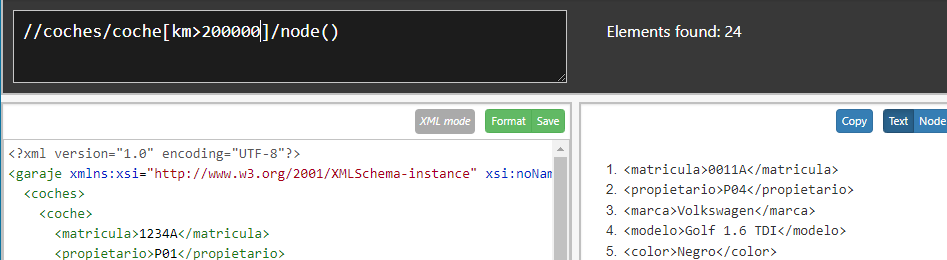 //coches/coche[km>200000]/node()
Elements found: 24
XML mode
Format
Save
<?xml version="1.0" encoding="UTF-8"?>
<garaje xmlns:xsi="http://www.w3.org/2001/XMLSchema-instance" xsi:noNam
<coches>
<coche>
<matricula>1234A</matricula>
<propietario>P01</propietario>
Copy
Text
Node
1. <matricula>0011A</matricula>
2. <propietario>P04</propietario>
3. <marca>Volkswagen</marca>
4. <modelo>Golf 1.6 TDI</modelo>
5. <color>Negro</color>